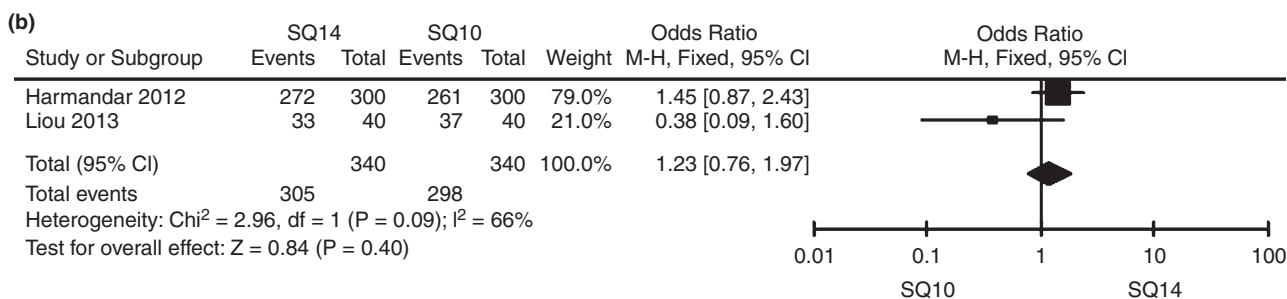 (b)
SQ14 SQ10 Odds Ratio Odds Ratio
Study or Subgroup Events Total Events Total Weight M-H, Fixed, 95% CI M-H, Fixed, 95% CI
Harmandar 2012 272 300 261 300 79.0% 1.45 [0.87, 2.43]
Liou 2013 33 40 37 40 21.0% 0.38 [0.09, 1.60]
Total (95% CI) 340 340 100.0% 1.23 [0.76, 1.97]
Total events 305 298
Heterogeneity: Chi² = 2.96, df = 1 (P = 0.09); I² = 66%
Test for overall effect: Z = 0.84 (P = 0.40)
0.01 0.1 1 10 100
SQ10 SQ14